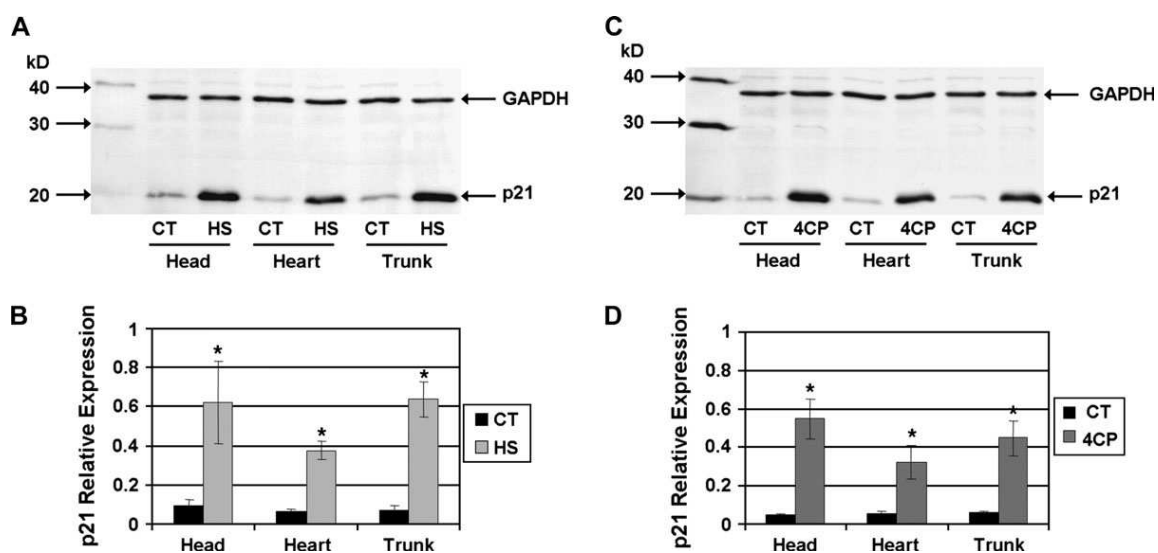 A
kD
40
30
20
GAPDH
p21
CT HS CT HS CT HS
Head Heart Trunk
B
p21 Relative Expression
1
0.8
0.6
0.4
0.2
0
* * *
CT
HS
Head Heart Trunk
C
kD
40
30
20
GAPDH
p21
CT 4CP CT 4CP CT 4CP
Head Heart Trunk
D
p21 Relative Expression
1
0.8
0.6
0.4
0.2
0
* * *
CT
4CP
Head Heart Trunk